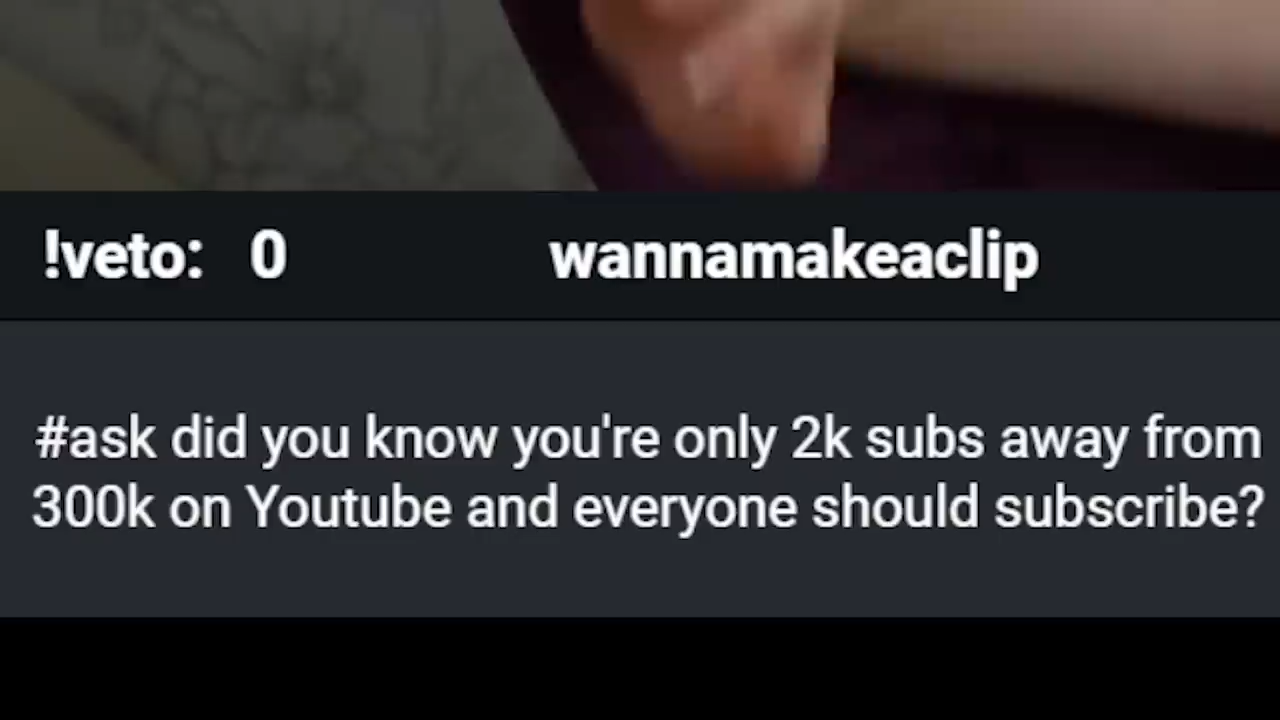 !veto: 0 wannamakeaclip
#ask did you know you're only 2k subs away from
300k on Youtube and everyone should subscribe?